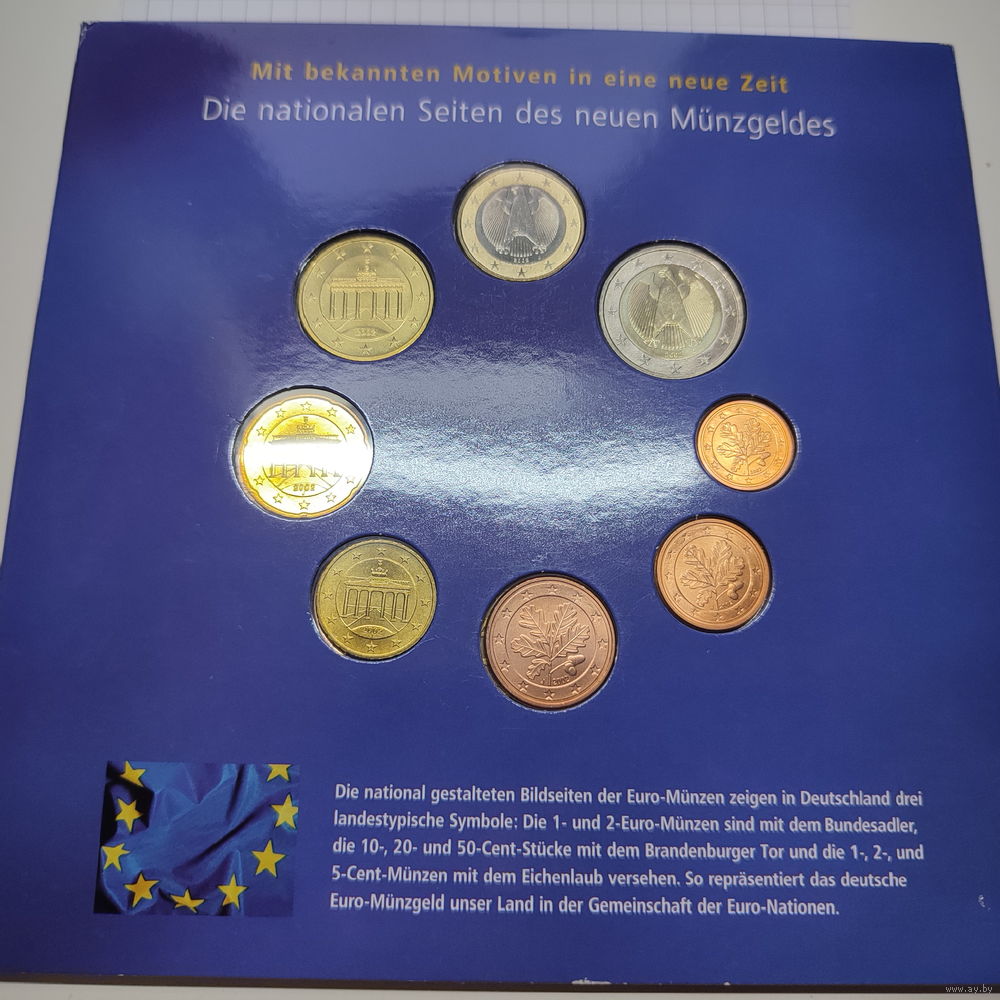 Mit bekannten Motiven in eine neue Zeit
Die nationalen Seiten des neuen Münzgeldes
2002
2002
2002
2002
Die national gestalteten Bildseiten der Euro-Münzen zeigen in Deutschland drei
landestypische Symbole: Die 1- und 2-Euro-Münzen sind mit dem Bundesadler,
die 10-, 20- und 50-Cent-Stücke mit dem Brandenburger Tor und die 1-, 2-, und
5-Cent-Münzen mit dem Eichenlaub versehen. So repräsentiert das deutsche
Euro-Münzgeld unser Land in der Gemeinschaft der Euro-Nationen.
www.ay.by